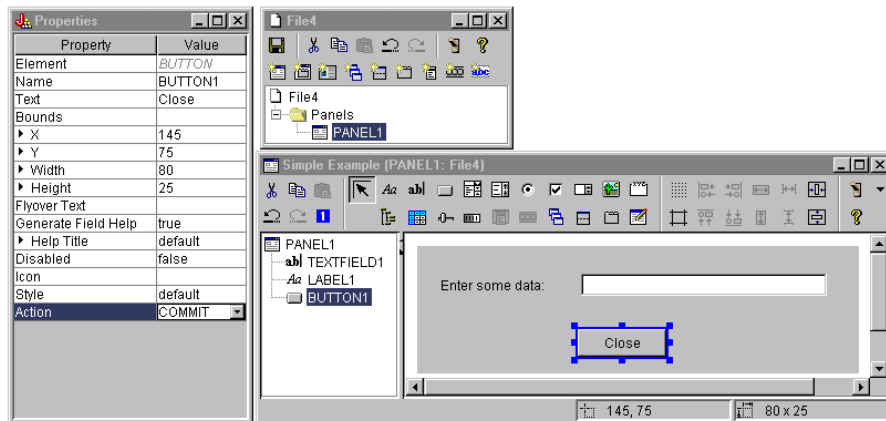 Properties
Property Value
Element BUTTON
Name BUTTON1
Text Close
Bounds
X 145
Y 75
Width 80
Height 25
Flyover Text
Generate Field Help true
Help Title default
Disabled false
Icon
Style default
Action COMMIT
File4
File4
Panels
PANEL1
Simple Example (PANEL1: File4)
PANEL1
TEXTFIELD1
LABEL1
BUTTON1
Enter some data:
Close
145, 75
80 x 25